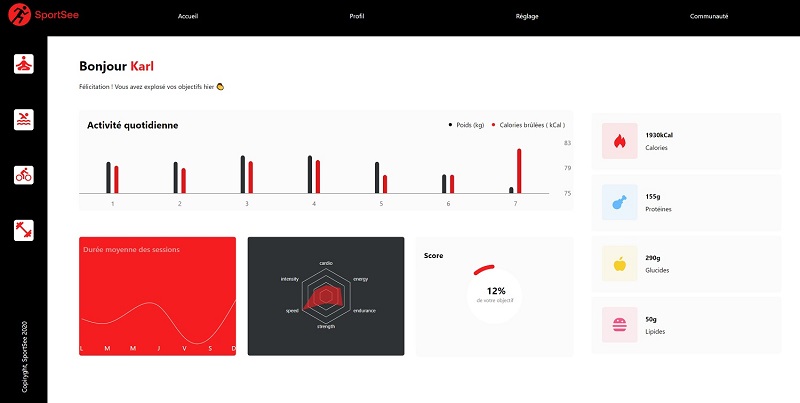 SportSee
Accueil
Profil
Réglage
Communauté
Bonjour Karl
Félicitation ! Vous avez explosé vos objectifs hier
Activité quotidienne
Poids (kg)
Calories brûlées ( kCal )
83
79
75
1 2 3 4 5 6 7
1930kCal
Calories
155g
Protéines
290g
Glucides
50g
Lipides
Durée moyenne des sessions
L M M J V S D
cardio
energy
endurance
strength
speed
intensity
Score
12%
de votre objectif
Copiryght, SportSee 2020